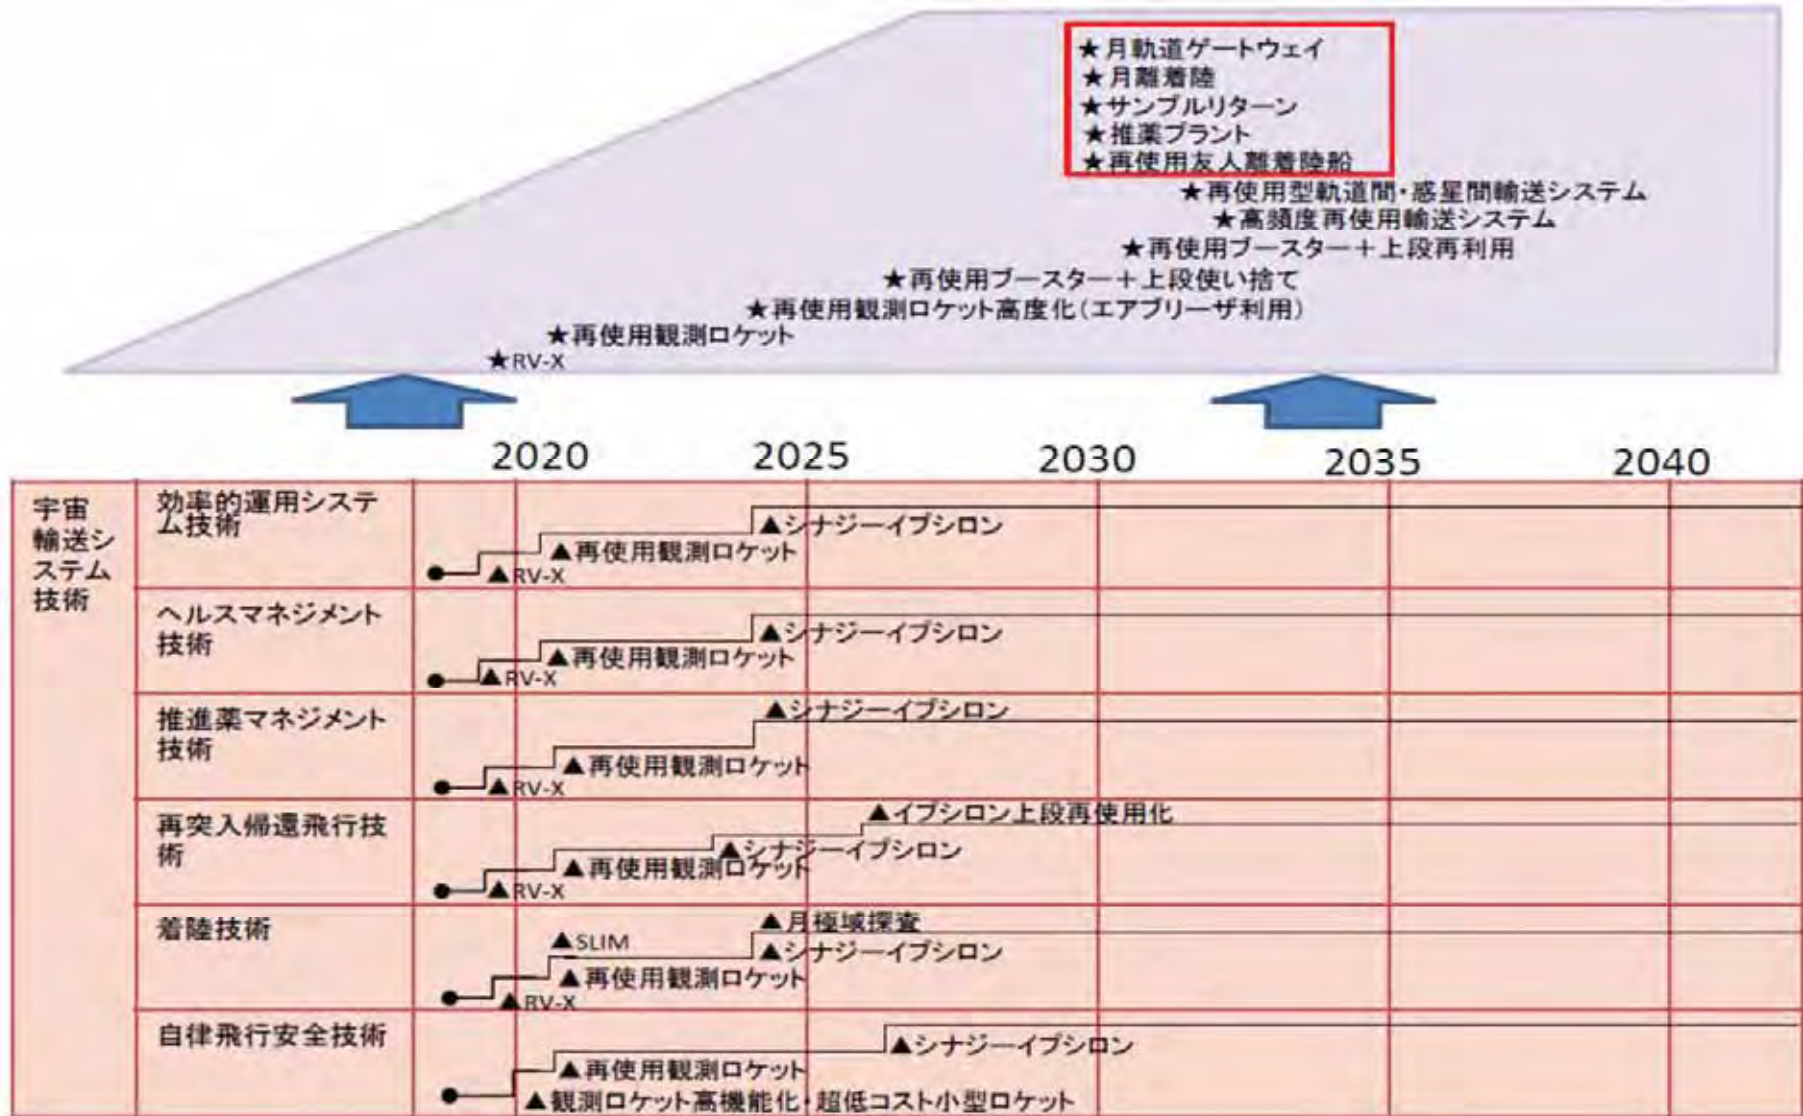 ★月軌道ゲートウェイ
★月離着陸
★サンプルリターン
★推薬プラント
★再使用友人離着陸船
★再使用型軌道間・惑星間輸送システム
★高頻度再使用輸送システム
★再使用ブースター＋上段再利用
★再使用ブースター＋上段使い捨て
★再使用観測ロケット高度化(エアブリーザ利用)
★再使用観測ロケット
★RV-X
2020 2025 2030 2035 2040
宇宙
輸送シ
ステム
技術
効率的運用システ
ム技術
▲シナジーイプシロン
▲再使用観測ロケット
▲RV-X
ヘルスマネジメント
技術
▲シナジーイプシロン
▲再使用観測ロケット
▲RV-X
推進薬マネジメント
技術
▲シナジーイプシロン
▲再使用観測ロケット
▲RV-X
再突入帰還飛行技
術
▲イプシロン上段再使用化
▲シナジーイプシロン
▲再使用観測ロケット
▲RV-X
着陸技術
▲月極域探査
▲SLIM
▲シナジーイプシロン
▲再使用観測ロケット
▲RV-X
自律飛行安全技術
▲シナジーイプシロン
▲再使用観測ロケット
▲観測ロケット高機能化・超低コスト小型ロケット